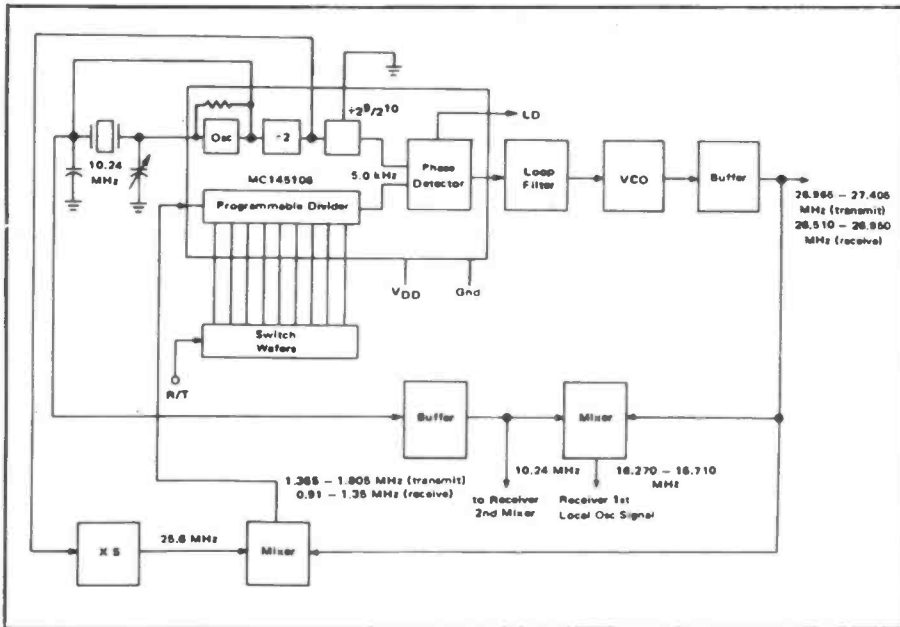 ÷2⁹/2¹⁰
LD
Osc
÷2
10.24
MHz
MC145106
5.0 kHz
Phase
Detector
Loop
Filter
VCO
Buffer
Programmable Divider
26.965 – 27.405
MHz (transmit)
26.510 – 26.950
MHz (receive)
VDD
Gnd
Switch
Wafers
R/T
Buffer
Mixer
10.24 MHz
16.270 – 16.710
MHz
1.365 – 1.805 MHz (transmit)
0.91 – 1.35 MHz (receive)
to Receiver
2nd Mixer
Receiver 1st
Local Osc Signal
X 5
25.6 MHz
Mixer